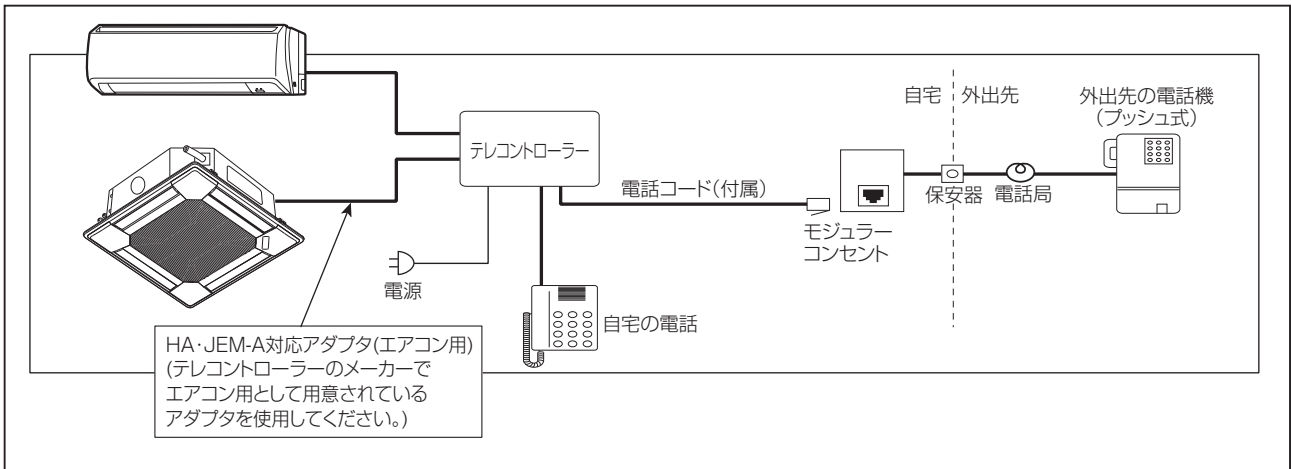 自宅
外出先
外出先の電話機
(プッシュ式)
テレコントローラー
電話コード(付属)
保安器
電話局
モジュラー
コンセント
電源
自宅の電話
HA･JEM-A対応アダプタ(エアコン用)
(テレコントローラーのメーカーで
エアコン用として用意されている
アダプタを使用してください。)